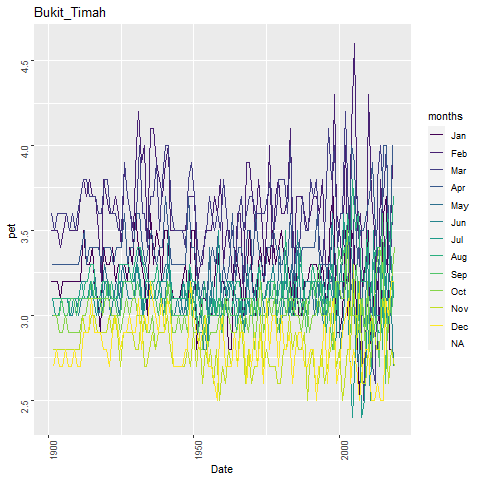 Bukit_Timah
pet
4.5
4.0
3.5
3.0
2.5
1900
1950
2000
Date
months
Jan
Feb
Mar
Apr
May
Jun
Jul
Aug
Sep
Oct
Nov
Dec
NA